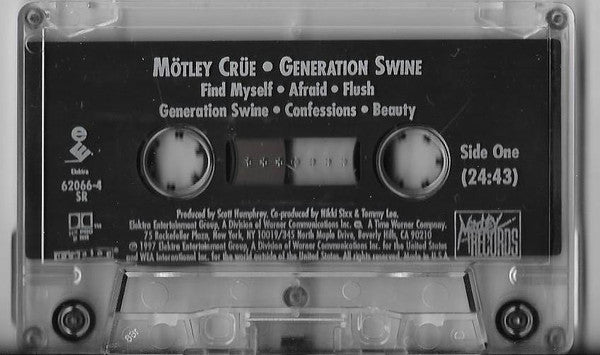 MÖTLEY CRÜE • GENERATION SWINE
Find Myself • Afraid • Flush
Generation Swine • Confessions • Beauty
Elektra
62066-4
SR
Side One
(24:43)
Produced by Scott Humphrey. Co-produced by Nikki Sixx & Tommy Lee.
Elektra Entertainment Group, A Division of Warner Communications Inc. A Time Warner Company.
75 Rockefeller Plaza, New York, NY 10019/345 North Maple Drive, Beverly Hills, CA 90210
© 1997 Elektra Entertainment Group, A Division of Warner Communications Inc. for the United States
and WEA International Inc. for the world outside of the United States. All rights reserved. Made in U.S.A.
Mötley
RECORDS